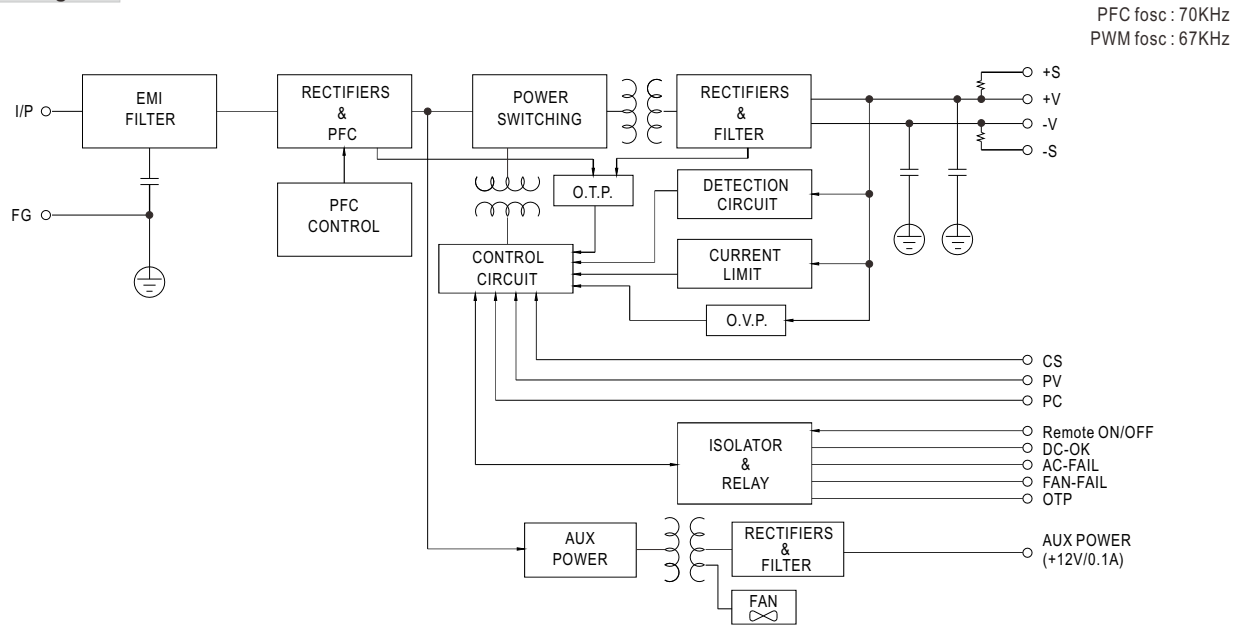 PFC fosc : 70KHz
PWM fosc : 67KHz
I/P
EMI
FILTER
RECTIFIERS
&
PFC
POWER
SWITCHING
RECTIFIERS
&
FILTER
+S
+V
-V
-S
FG
PFC
CONTROL
O.T.P.
DETECTION
CIRCUIT
CONTROL
CIRCUIT
CURRENT
LIMIT
O.V.P.
CS
PV
PC
ISOLATOR
&
RELAY
Remote ON/OFF
DC-OK
AC-FAIL
FAN-FAIL
OTP
AUX
POWER
RECTIFIERS
&
FILTER
AUX POWER
(+12V/0.1A)
FAN